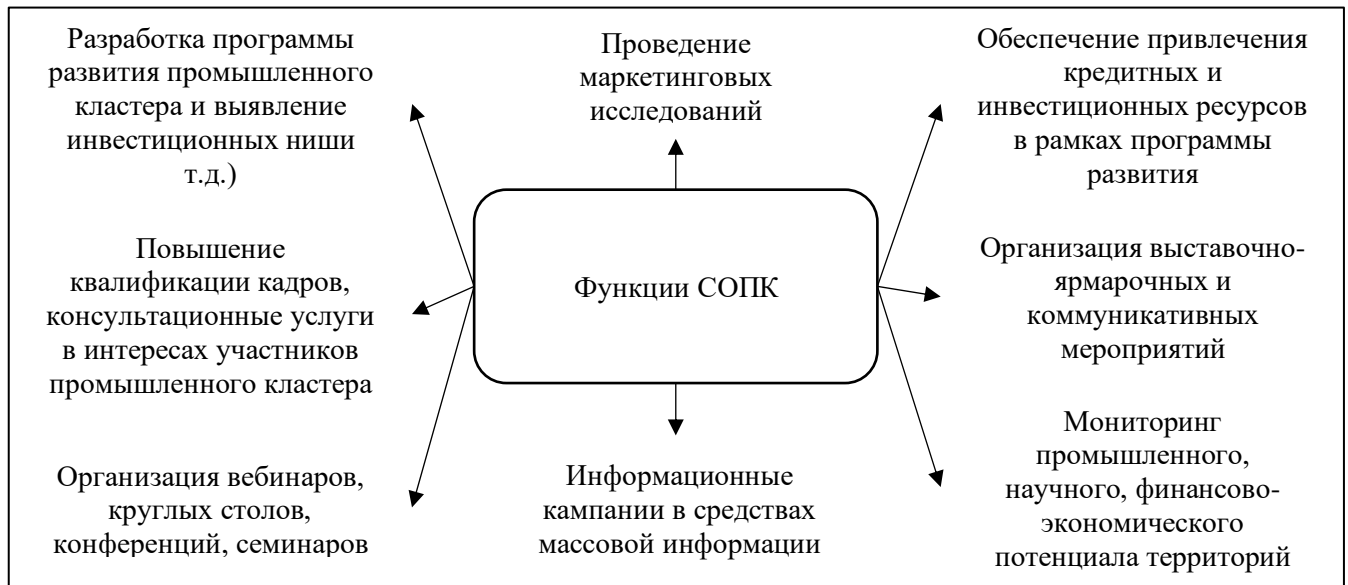 Разработка программы
развития промышленного
кластера и выявление
инвестиционных ниши
т.д.)
Проведение
маркетинговых
исследований
Обеспечение привлечения
кредитных и
инвестиционных ресурсов
в рамках программы
развития
Повышение
квалификации кадров,
консультационные услуги
в интересах участников
промышленного кластера
Функции СОПК
Организация выставочно-
ярмарочных и
коммуникативных
мероприятий
Организация вебинаров,
круглых столов,
конференций, семинаров
Информационные
кампании в средствах
массовой информации
Мониторинг
промышленного,
научного, финансово-
экономического
потенциала территорий